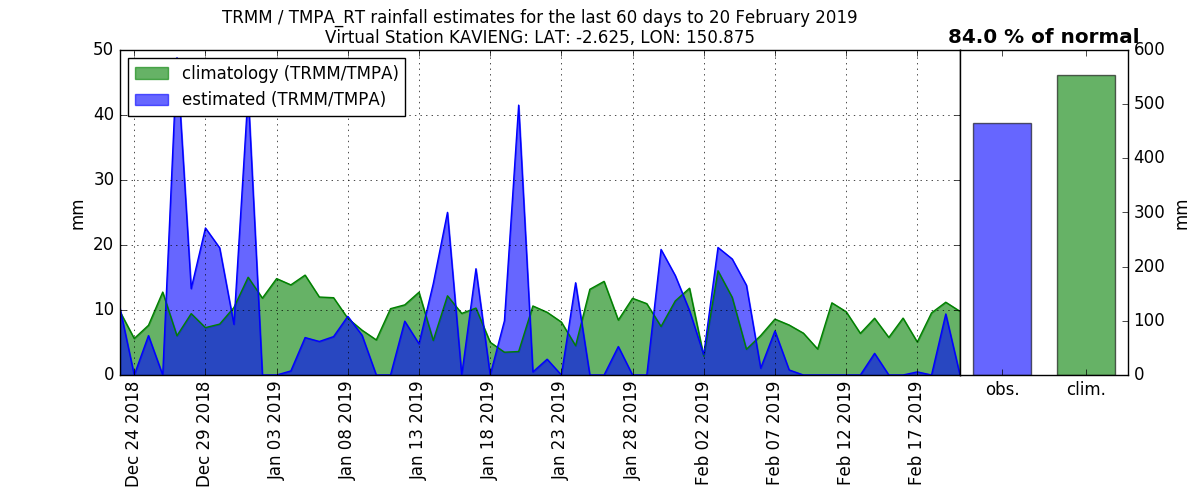 TRMM / TMPA_RT rainfall estimates for the last 60 days to 20 February 2019
Virtual Station KAVIENG: LAT: -2.625, LON: 150.875
84.0 % of normal
climatology (TRMM/TMPA)
estimated (TRMM/TMPA)
50
40
30
20
10
0
mm
Dec 24 2018
Dec 29 2018
Jan 03 2019
Jan 08 2019
Jan 13 2019
Jan 18 2019
Jan 23 2019
Jan 28 2019
Feb 02 2019
Feb 07 2019
Feb 12 2019
Feb 17 2019
600
500
400
300
200
100
0
mm
obs.
clim.